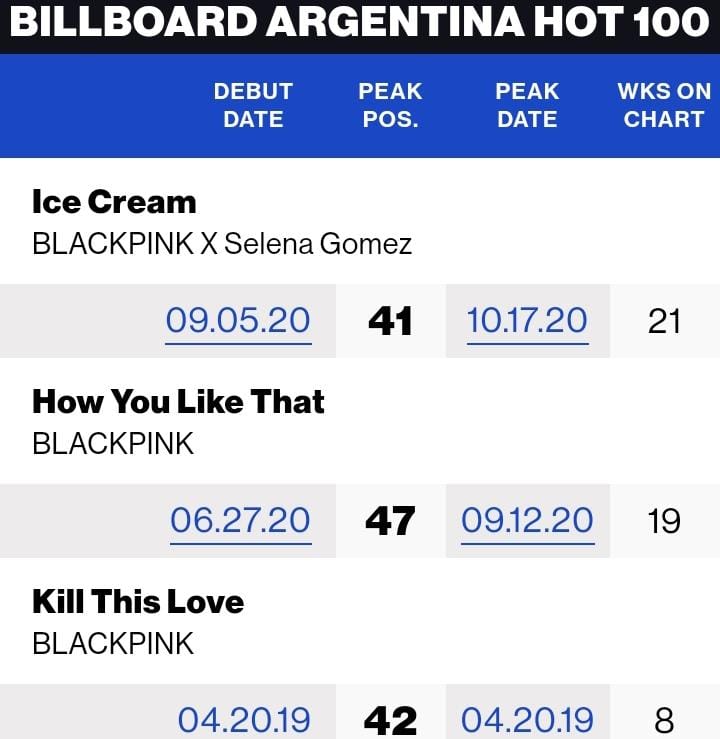 BILLBOARD ARGENTINA HOT 100
DEBUT DATE PEAK POS. PEAK DATE WKS ON CHART
Ice Cream
BLACKPINK X Selena Gomez
09.05.20 41 10.17.20 21
How You Like That
BLACKPINK
06.27.20 47 09.12.20 19
Kill This Love
BLACKPINK
04.20.19 42 04.20.19 8